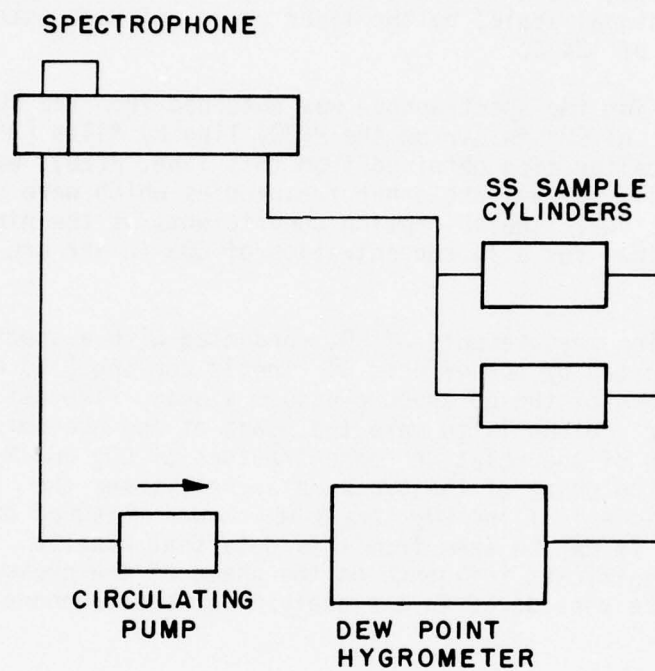 SPECTROPHONE
SS SAMPLE
CYLINDERS
CIRCULATING
PUMP
DEW POINT
HYGROMETER